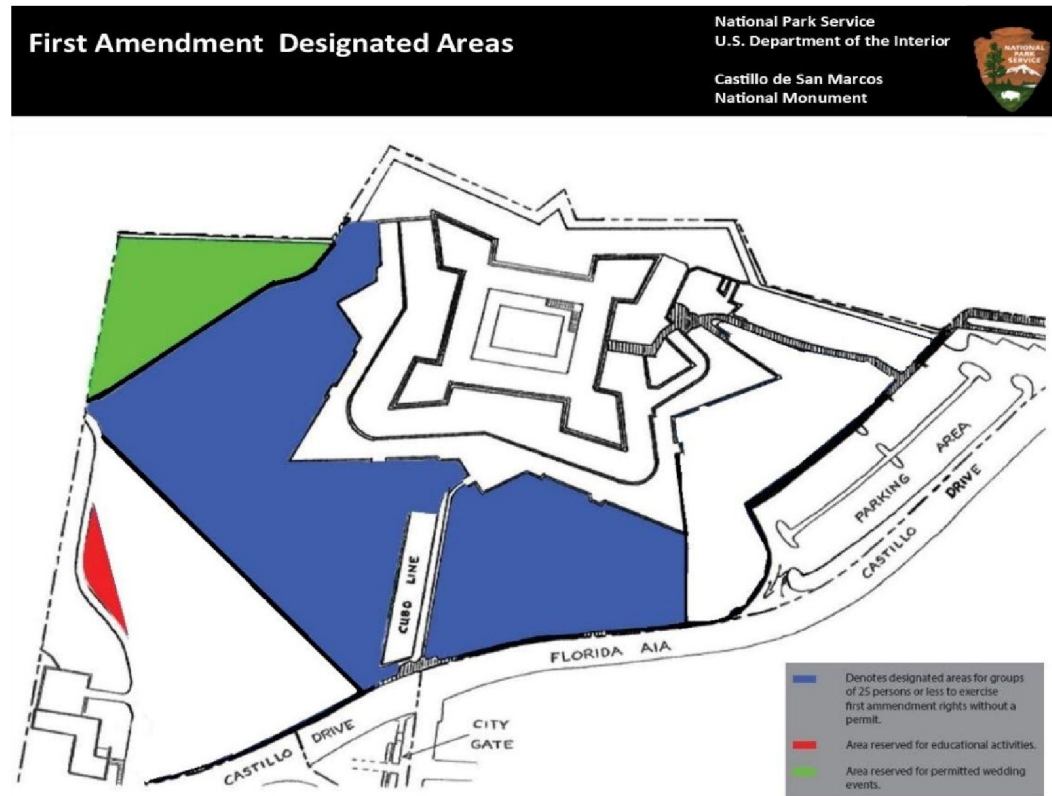 First Amendment Designated Areas
National Park Service
U.S. Department of the Interior
Castillo de San Marcos
National Monument
NATIONAL
PARK
SERVICE
PARKING AREA
CASTILLO DRIVE
CUBO LINE
FLORIDA A1A
CITY
GATE
CASTILLO DRIVE
Denotes designated areas for groups
of 25 persons or less to exercise
first ammendment rights without a
permit.
Area reserved for educational activities.
Area reserved for permitted wedding
events.